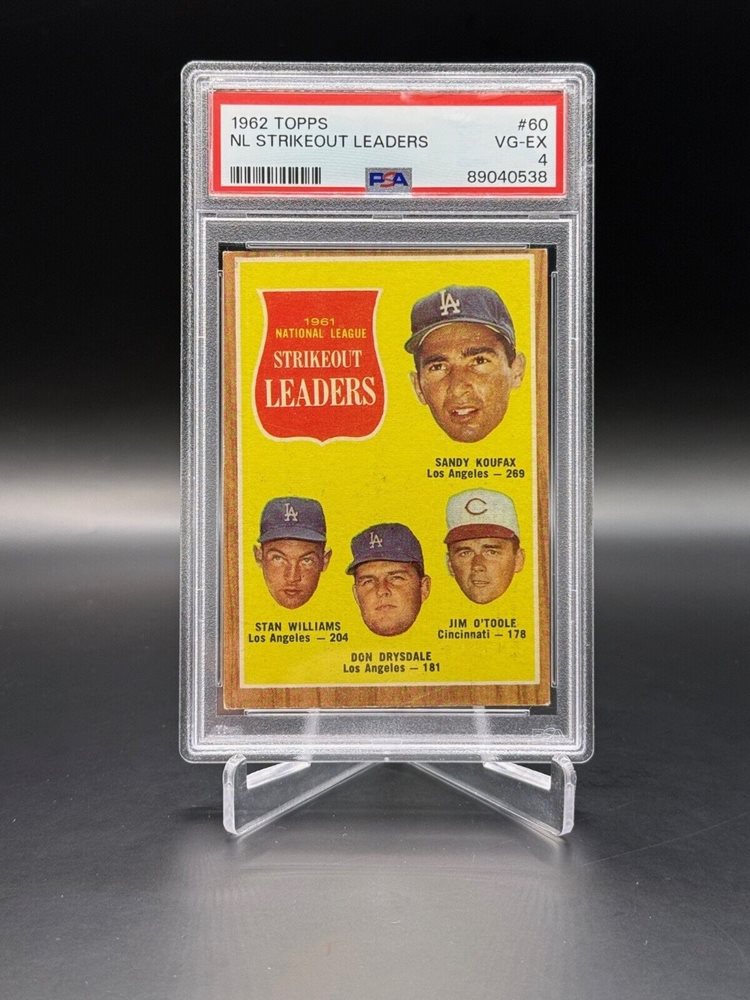 1962 TOPPS #60
NL STRIKEOUT LEADERS VG-EX
4
PSA 89040538
1961
NATIONAL LEAGUE
STRIKEOUT
LEADERS
LA
SANDY KOUFAX
Los Angeles — 269
LA
LA
C
STAN WILLIAMS
Los Angeles — 204
JIM O'TOOLE
Cincinnati — 178
DON DRYSDALE
Los Angeles — 181
PSA